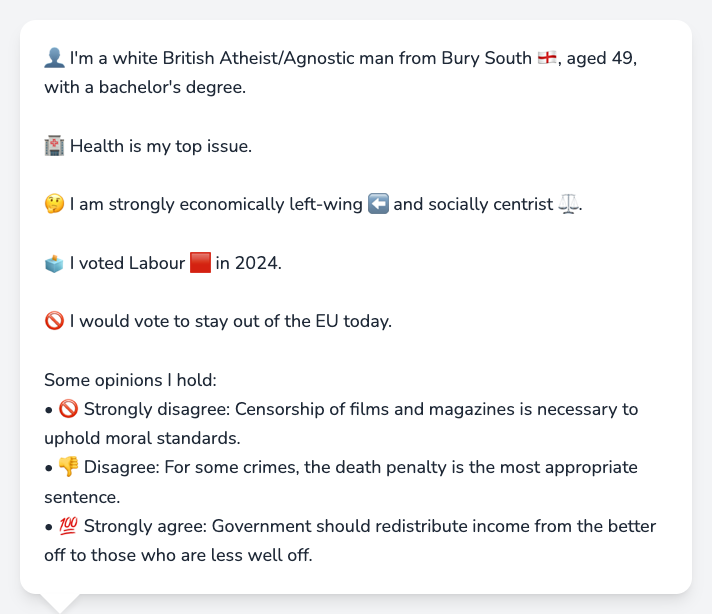 👤 I'm a white British Atheist/Agnostic man from Bury South 🏴󠁧󠁢󠁥󠁮󠁧󠁿, aged 49,
with a bachelor's degree.
🏥 Health is my top issue.
🤔 I am strongly economically left-wing ⬅️ and socially centrist ⚖️.
🗳️ I voted Labour 🟥 in 2024.
🚫 I would vote to stay out of the EU today.
Some opinions I hold:
• 🚫 Strongly disagree: Censorship of films and magazines is necessary to
uphold moral standards.
• 👎 Disagree: For some crimes, the death penalty is the most appropriate
sentence.
• 💯 Strongly agree: Government should redistribute income from the better
off to those who are less well off.